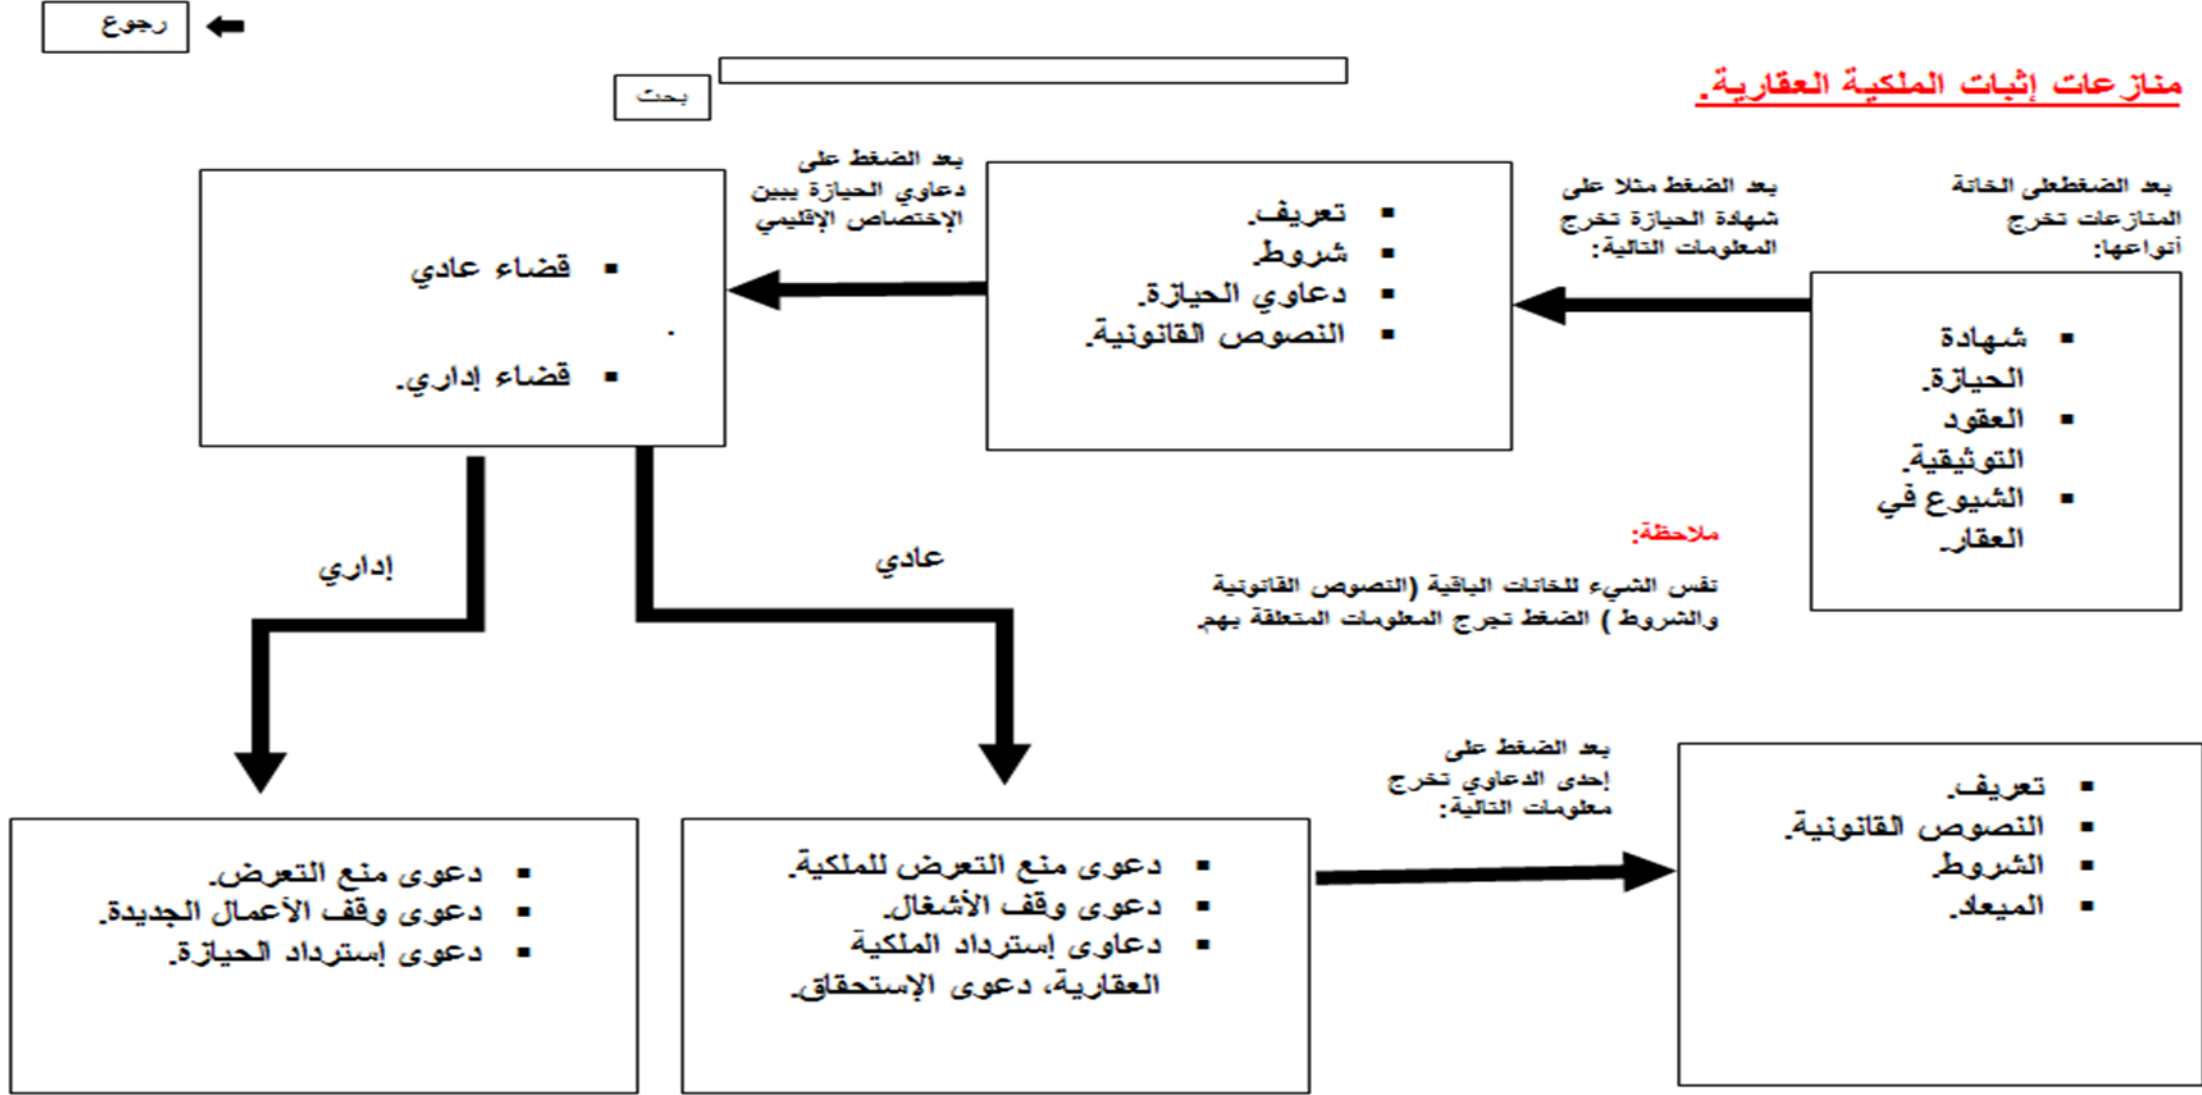 رجوع
بحث
منازعات إثبات الملكية العقارية.
بعد الضغطعلى الخانة
المنازعات تخرج
أنواعها:
شهادة
الحيازة.
العقود
التوثيقية.
الشيوع في
العقار.
بعد الضغط مثلا على
شهادة الحيازة تخرج
المعلومات التالية:
تعريف.
شروط.
دعاوي الحيازة.
النصوص القانونية.
بعد الضغط على
دعاوي الحيازة يبين
الإختصاص الإقليمي
قضاء عادي
.
قضاء إداري.
عادي
إداري
ملاحظة:
نفس الشيء للخانات الباقية (النصوص القانونية
والشروط ) الضغط تجرج المعلومات المتعلقة بهم.
دعوى منع التعرض للملكية.
دعوى وقف الأشغال.
دعاوى إسترداد الملكية
العقارية، دعوى الإستحقاق.
دعوى منع التعرض.
دعوى وقف الأعمال الجديدة.
دعوى إسترداد الحيازة.
بعد الضغط على
إحدى الدعاوي تخرج
معلومات التالية:
تعريف.
النصوص القانونية.
الشروط.
الميعاد.